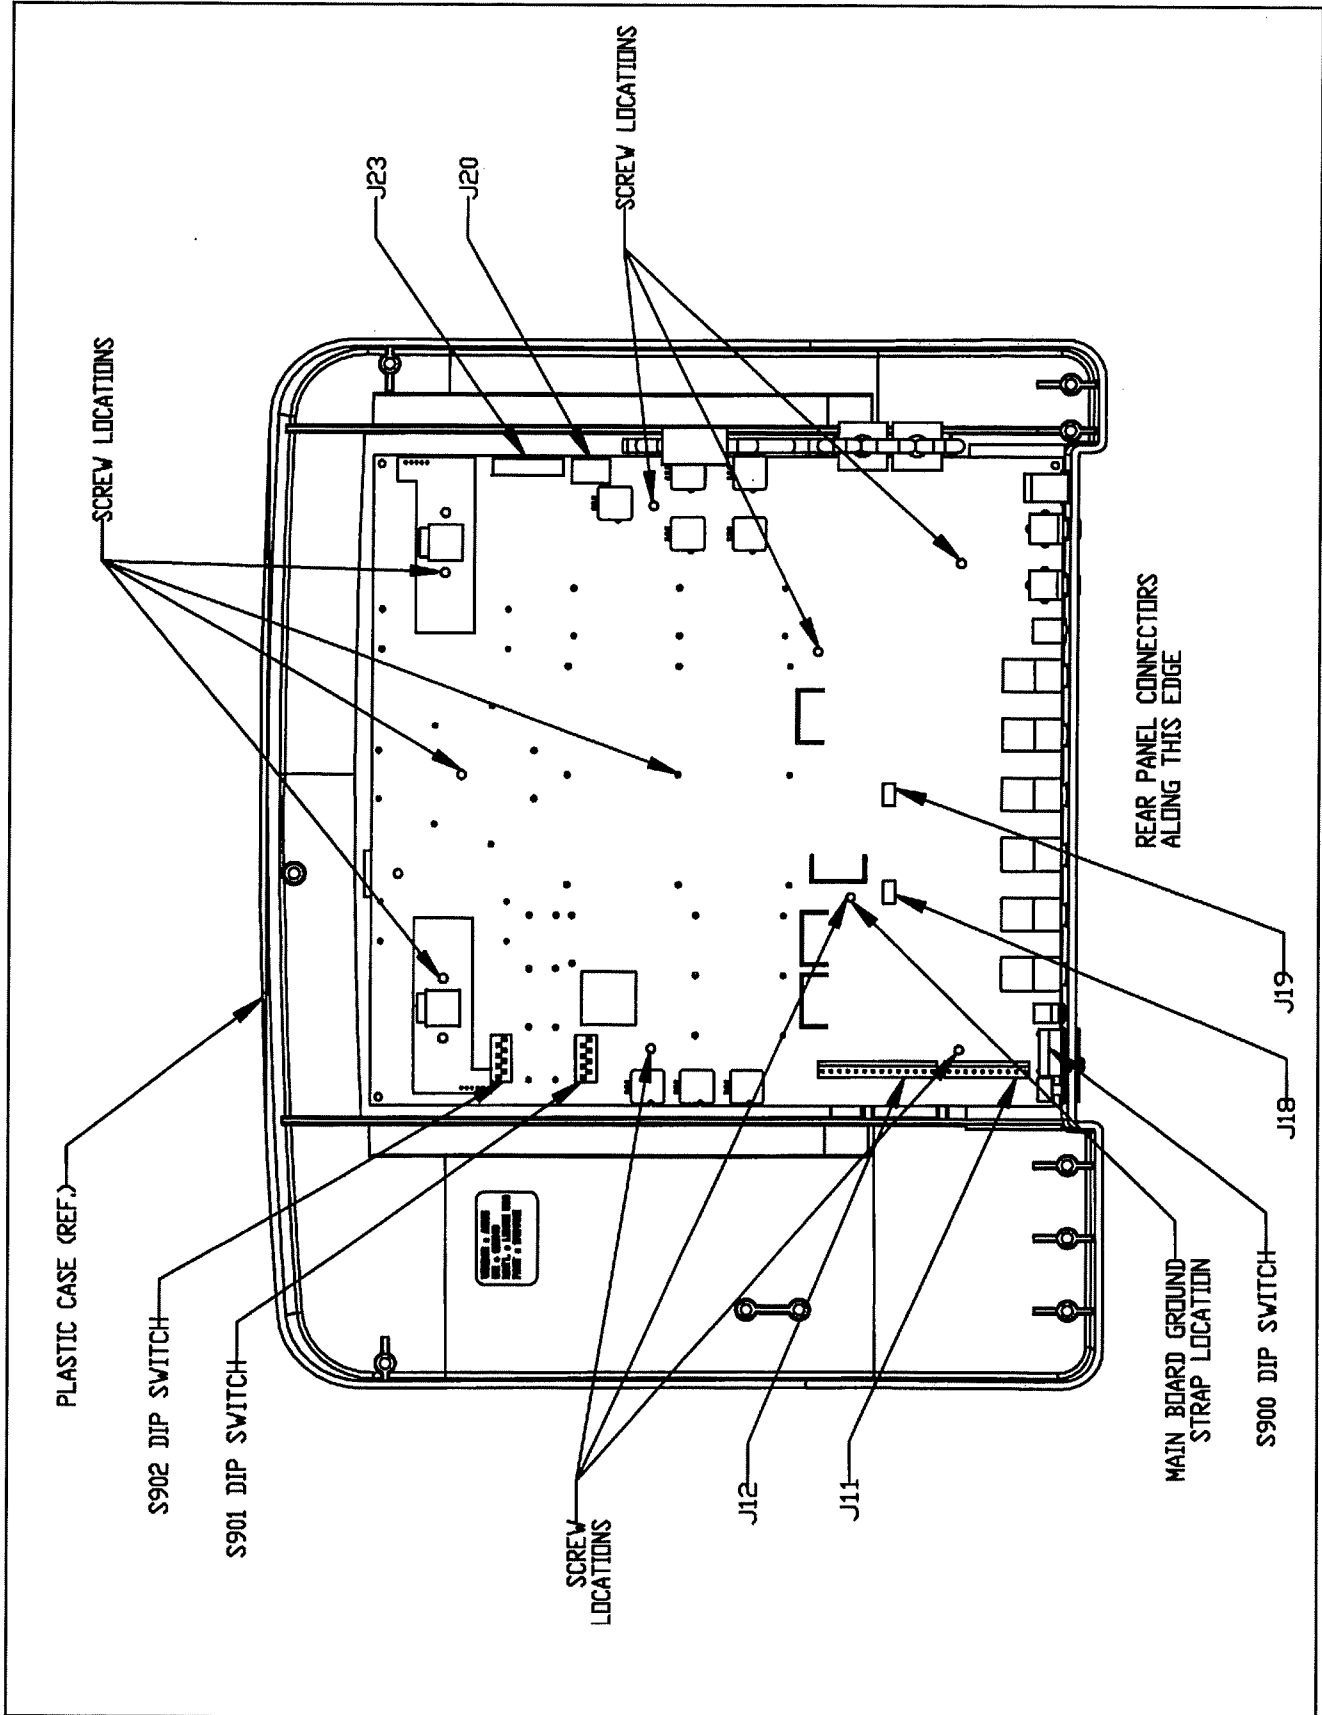 PLASTIC CASE (REF.)
S902 DIP SWITCH
S901 DIP SWITCH
SCREW LOCATIONS
J23
J20
SCREW LOCATIONS
SCREW
LOCATIONS
J12
J11
MAIN BOARD GROUND
STRAP LOCATION
S900 DIP SWITCH
J18
J19
REAR PANEL CONNECTORS
ALONG THIS EDGE